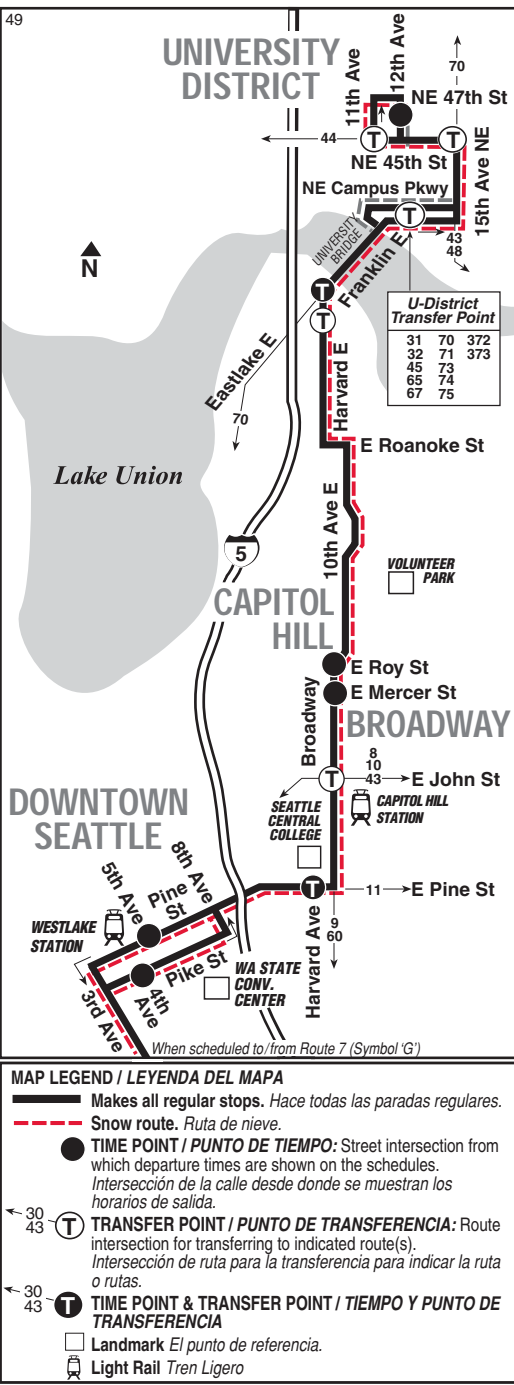 49
UNIVERSITY
DISTRICT
11th Ave
12th Ave
70
NE 47th St
44
NE 45th St
15th Ave NE
NE Campus Pkwy
UNIVERSITY
BRIDGE
43
48
Franklin E
N
U-District
Transfer Point
31 70 372
32 71 373
45 73
65 74
67 75
Eastlake E
70
Harvard E
E Roanoke St
Lake Union
10th Ave E
5
VOLUNTEER
PARK
CAPITOL
HILL
E Roy St
E Mercer St
Broadway
BROADWAY
8
10
43
E John St
CAPITOL HILL
STATION
SEATTLE
CENTRAL
COLLEGE
DOWNTOWN
SEATTLE
8th Ave
5th Ave
Pine
St
11
E Pine St
WESTLAKE
STATION
9
60
Harvard Ave
Pike St
4th
Ave
WA STATE
CONV.
CENTER
3rd Ave
When scheduled to/from Route 7 (Symbol 'G')
MAP LEGEND / LEYENDA DEL MAPA
Makes all regular stops. Hace todas las paradas regulares.
Snow route. Ruta de nieve.
TIME POINT / PUNTO DE TIEMPO: Street intersection from
which departure times are shown on the schedules.
Intersección de la calle desde donde se muestran los
horarios de salida.
30
43
T
TRANSFER POINT / PUNTO DE TRANSFERENCIA: Route
intersection for transferring to indicated route(s).
Intersección de ruta para la transferencia para indicar la ruta
o rutas.
30
43
T
TIME POINT & TRANSFER POINT / TIEMPO Y PUNTO DE
TRANSFERENCIA
Landmark El punto de referencia.
Light Rail Tren Ligero